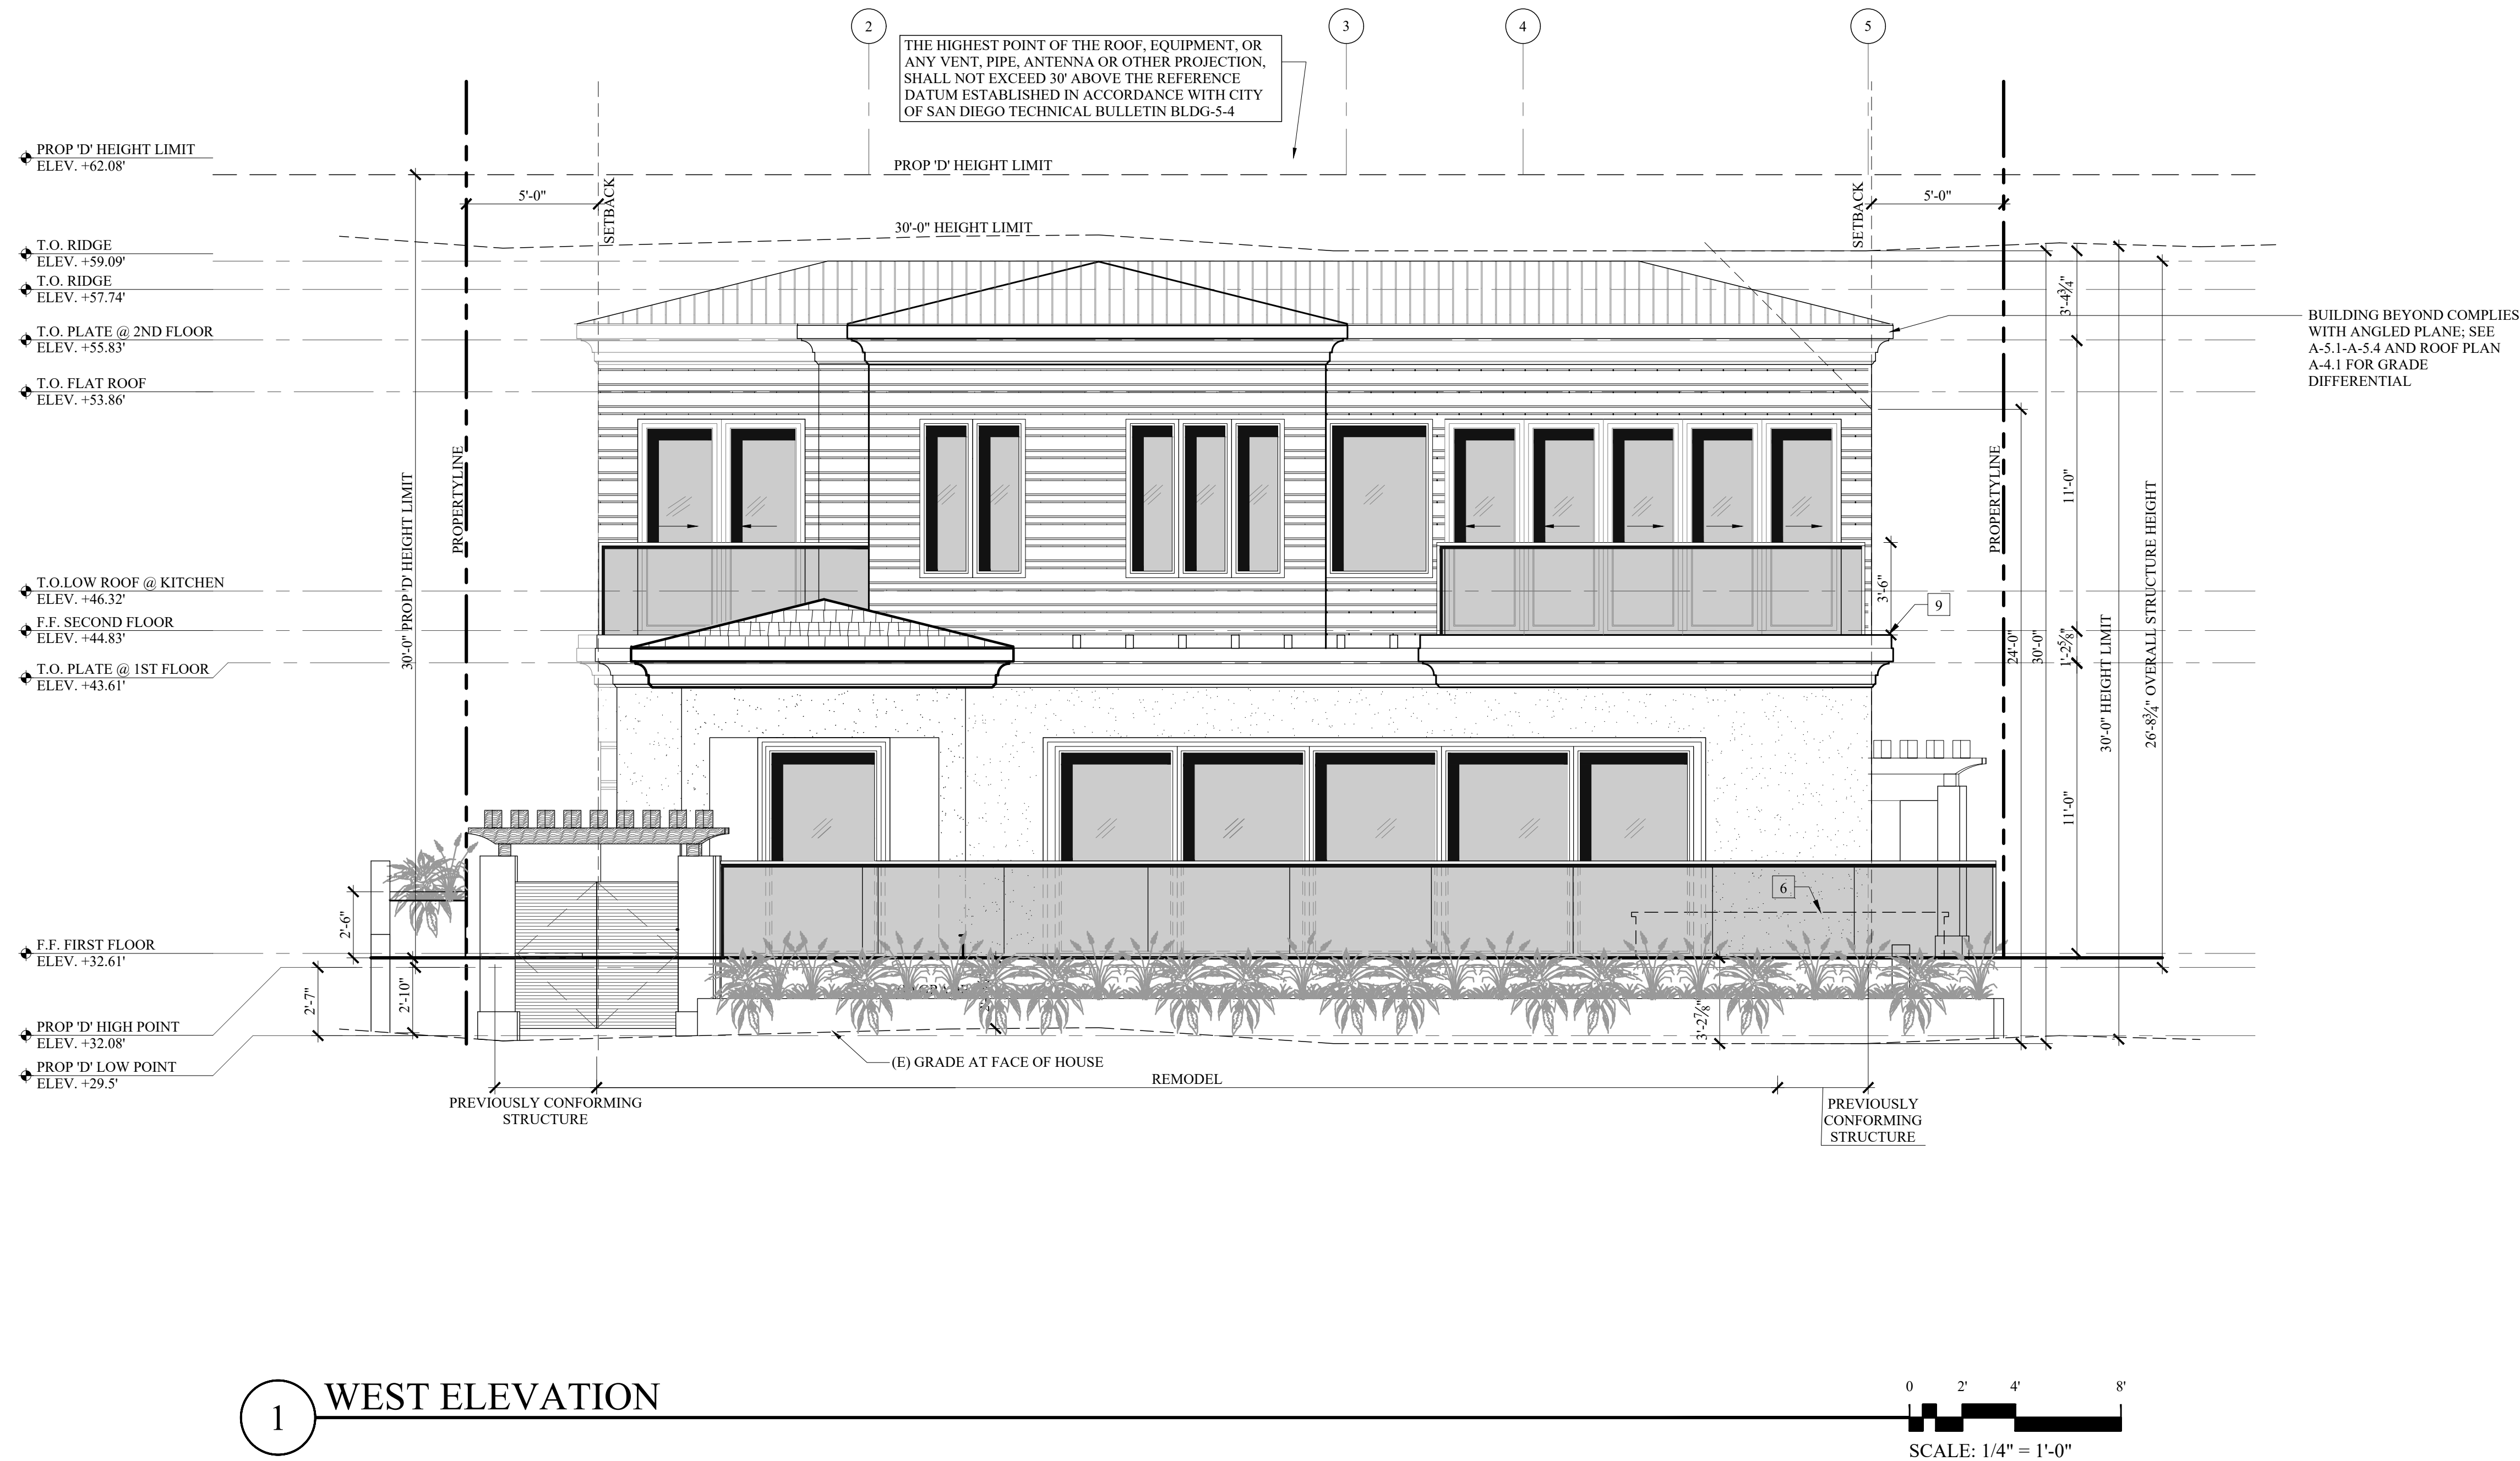 2
3
4
5
THE HIGHEST POINT OF THE ROOF, EQUIPMENT, OR
ANY VENT, PIPE, ANTENNA OR OTHER PROJECTION,
SHALL NOT EXCEED 30' ABOVE THE REFERENCE
DATUM ESTABLISHED IN ACCORDANCE WITH CITY
OF SAN DIEGO TECHNICAL BULLETIN BLDG-5-4
PROP 'D' HEIGHT LIMIT
ELEV. +62.08'
PROP 'D' HEIGHT LIMIT
5'-0"
SETBACK
SETBACK
5'-0"
30'-0" HEIGHT LIMIT
T.O. RIDGE
ELEV. +59.09'
T.O. RIDGE
ELEV. +57.74'
3'-4¾"
T.O. PLATE @ 2ND FLOOR
ELEV. +55.83'
BUILDING BEYOND COMPLIES
WITH ANGLED PLANE; SEE
A-5.1-A-5.4 AND ROOF PLAN
A-4.1 FOR GRADE
DIFFERENTIAL
T.O. FLAT ROOF
ELEV. +53.86'
30'-0" PROP 'D' HEIGHT LIMIT
PROPERTYLINE
PROPERTYLINE
11'-0"
26'-8¾" OVERALL STRUCTURE HEIGHT
T.O.LOW ROOF @ KITCHEN
ELEV. +46.32'
3'-6"
9
F.F. SECOND FLOOR
ELEV. +44.83'
24'-0"
30'-0"
1'-2⅝"
30'-0" HEIGHT LIMIT
T.O. PLATE @ 1ST FLOOR
ELEV. +43.61'
11'-0"
6
2'-6"
F.F. FIRST FLOOR
ELEV. +32.61'
2'-7"
2'-10"
3'-2⅞"
PROP 'D' HIGH POINT
ELEV. +32.08'
(E) GRADE AT FACE OF HOUSE
PROP 'D' LOW POINT
ELEV. +29.5'
REMODEL
PREVIOUSLY CONFORMING
STRUCTURE
PREVIOUSLY
CONFORMING
STRUCTURE
1
WEST ELEVATION
0 2' 4' 8'
SCALE: 1/4" = 1'-0"